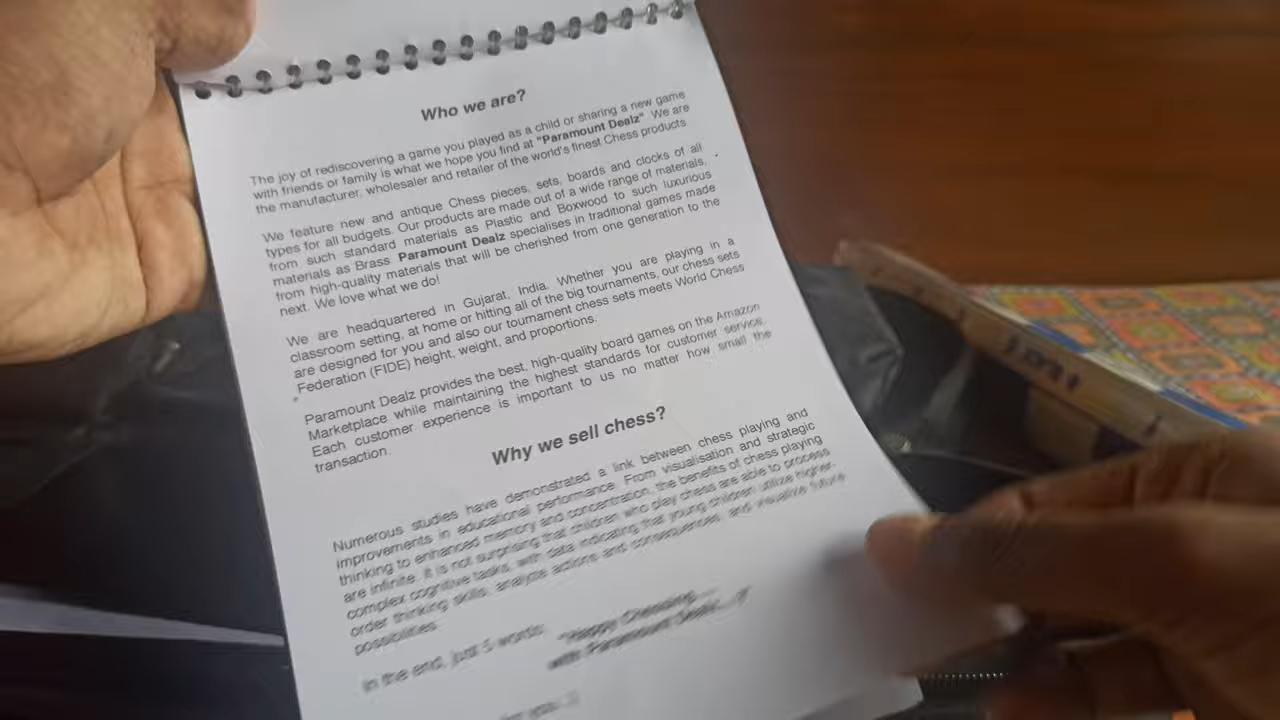 Who we are?
The joy of rediscovering a game you played as a child or sharing a new game
with friends or family is what we hope you find at "Paramount Dealz". We are
the manufacturer, wholesaler and retailer of the world's finest Chess products
We feature new and antique Chess pieces, sets, boards and clocks of all
types for all budgets. Our products are made out of a wide range of materials,
from such standard materials as Plastic and Boxwood to such luxurious
materials as Brass Paramount Dealz specialises in traditional games made
from high-quality materials that will be cherished from one generation to the
next. We love what we do!
We are headquartered in Gujarat, India. Whether you are playing in a
classroom setting, at home or hitting all of the big tournaments, our chess sets
are designed for you and also our tournament chess sets meets World Chess
Federation (FIDE) height, weight, and proportions.
Paramount Dealz provides the best, high-quality board games on the Amazon
Marketplace while maintaining the highest standards for customer service.
Each customer experience is important to us no matter how small the
transaction.
Why we sell chess?
Numerous studies have demonstrated a link between chess playing and
improvements in educational performance. From visualisation and strategic
thinking to enhanced memory and concentration, the benefits of chess playing
are infinite. It is not surprising that children who play chess are able to process
complex cognitive tasks, with data indicating that young children utilize higher-
order thinking skills, analyze actions and consequences, and visualize future
possibilities.
In the end, just 5 words:
"Happy Chessing
with Paramount Dealz